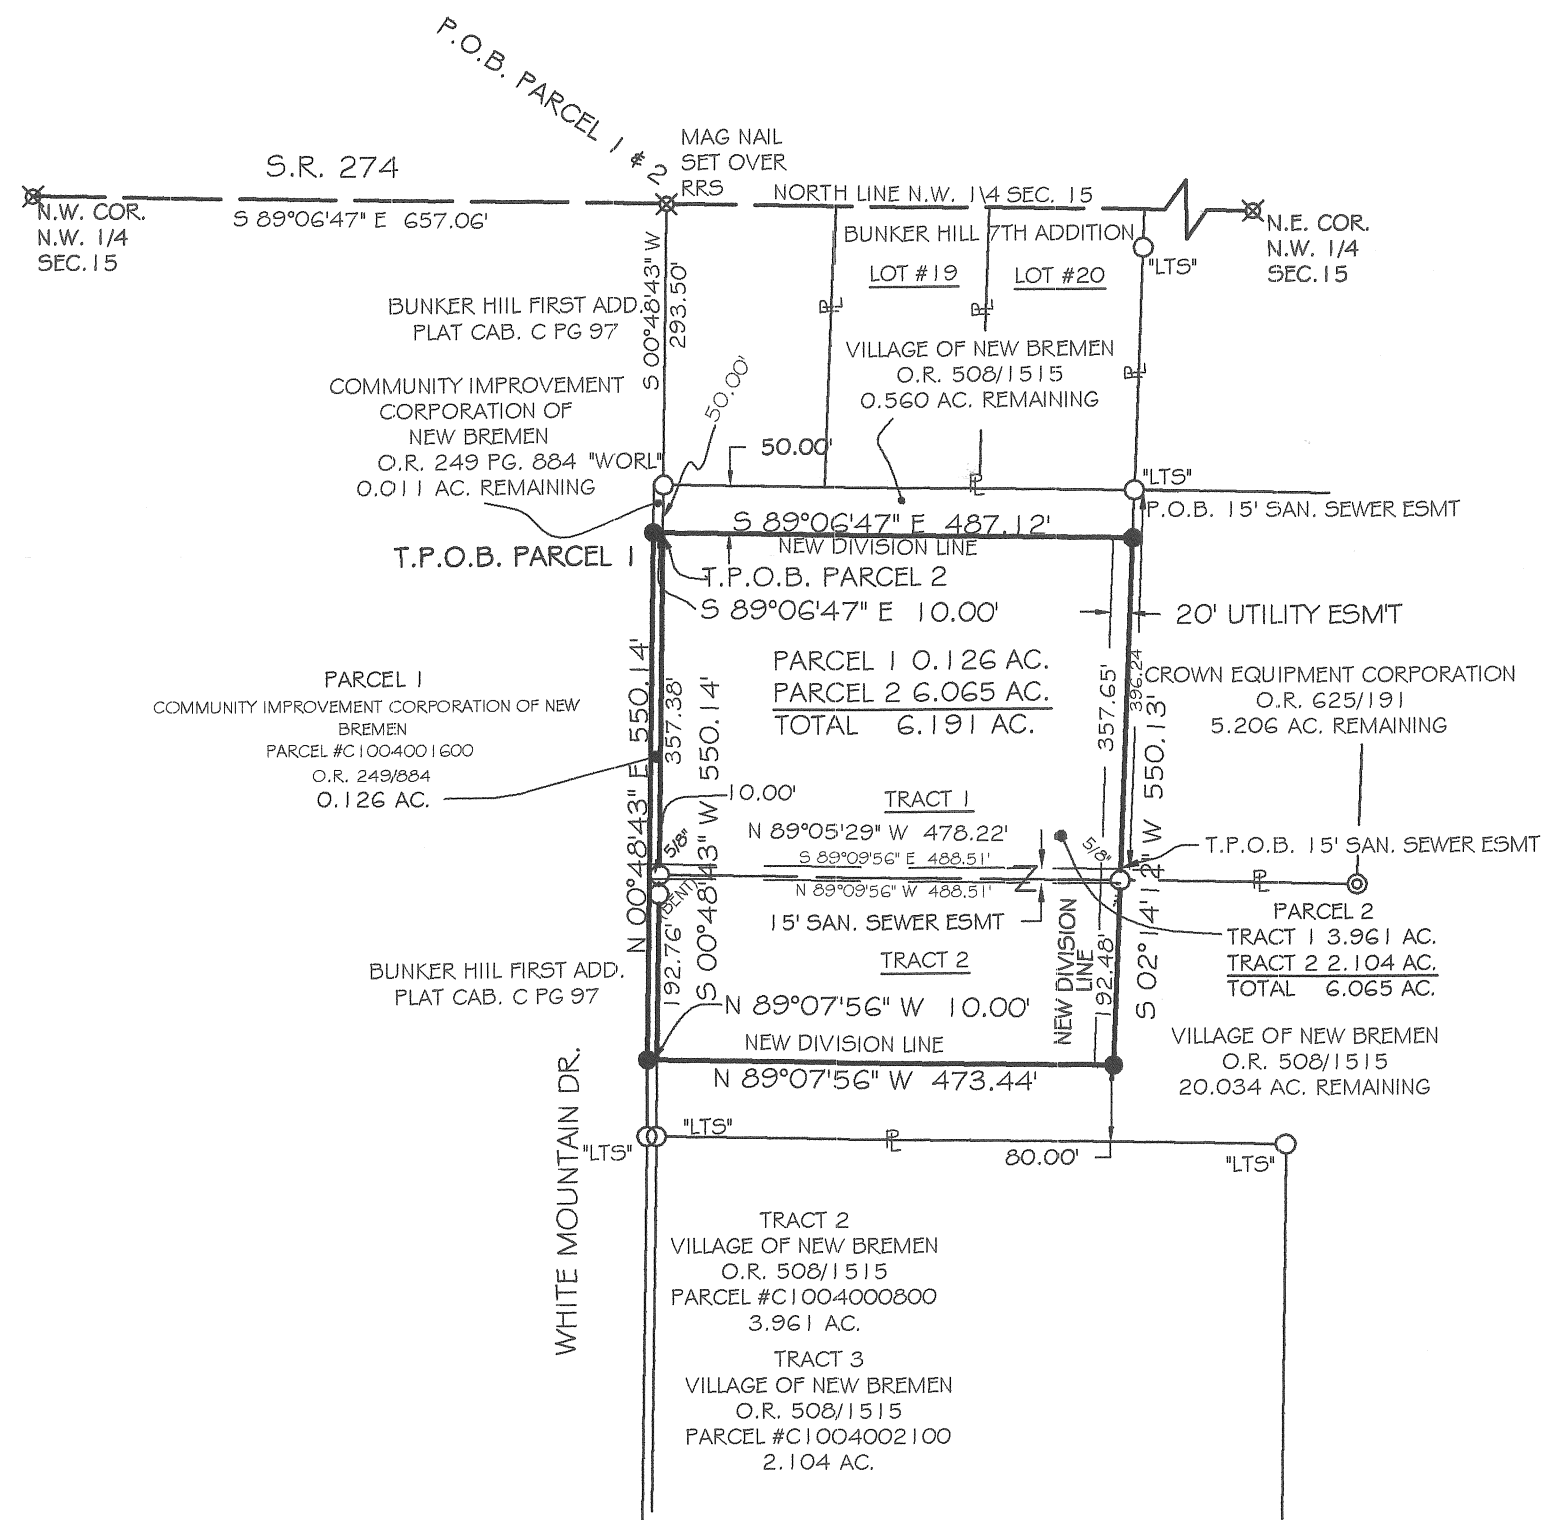 P.O.B. PARCEL 1 & 2
MAG NAIL
SET OVER
RRS
S.R. 274
NORTH LINE N.W. 1\4 SEC. 15
N.W. COR.
N.W. 1/4
SEC.15
S 89°06'47" E 657.06'
N.E. COR.
N.W. 1/4
SEC.15
BUNKER HILL 7TH ADDITION
"LTS"
LOT #19
LOT #20
S 00°48'43" W
293.50'
BUNKER HIIL FIRST ADD.
PLAT CAB. C PG 97
VILLAGE OF NEW BREMEN
O.R. 508/1515
0.560 AC. REMAINING
COMMUNITY IMPROVEMENT
CORPORATION OF
NEW BREMEN
O.R. 249 PG. 884 "WORL"
0.011 AC. REMAINING
50.00'
50.00'
"LTS"
P.O.B. 15' SAN. SEWER ESMT
S 89°06'47" E 487.12'
NEW DIVISION LINE
T.P.O.B. PARCEL 1
T.P.O.B. PARCEL 2
S 89°06'47" E 10.00'
20' UTILITY ESM'T
PARCEL 1 0.126 AC.
PARCEL 2 6.065 AC.
TOTAL 6.191 AC.
CROWN EQUIPMENT CORPORATION
O.R. 625/191
5.206 AC. REMAINING
PARCEL 1
COMMUNITY IMPROVEMENT CORPORATION OF NEW
BREMEN
PARCEL #C1004001600
O.R. 249/884
0.126 AC.
N 00°48'43" E 550.14'
357.38'
S 00°48'43" W 550.14'
357.65'
396.24
S 02°14'12" W 550.13'
10.00'
TRACT 1
N 89°05'29" W 478.22'
5/8"
5/8"
S 89°09'56" E 488.51'
N 89°09'56" W 488.51'
T.P.O.B. 15' SAN. SEWER ESMT
(BENT)
15' SAN. SEWER ESMT
TRACT 2
PARCEL 2
TRACT 1 3.961 AC.
TRACT 2 2.104 AC.
TOTAL 6.065 AC.
NEW DIVISION
LINE
192.76'
192.48'
BUNKER HIIL FIRST ADD.
PLAT CAB. C PG 97
N 89°07'56" W 10.00'
NEW DIVISION LINE
N 89°07'56" W 473.44'
VILLAGE OF NEW BREMEN
O.R. 508/1515
20.034 AC. REMAINING
WHITE MOUNTAIN DR.
"LTS"
"LTS"
80.00'
"LTS"
TRACT 2
VILLAGE OF NEW BREMEN
O.R. 508/1515
PARCEL #C1004000800
3.961 AC.
TRACT 3
VILLAGE OF NEW BREMEN
O.R. 508/1515
PARCEL #C1004002100
2.104 AC.